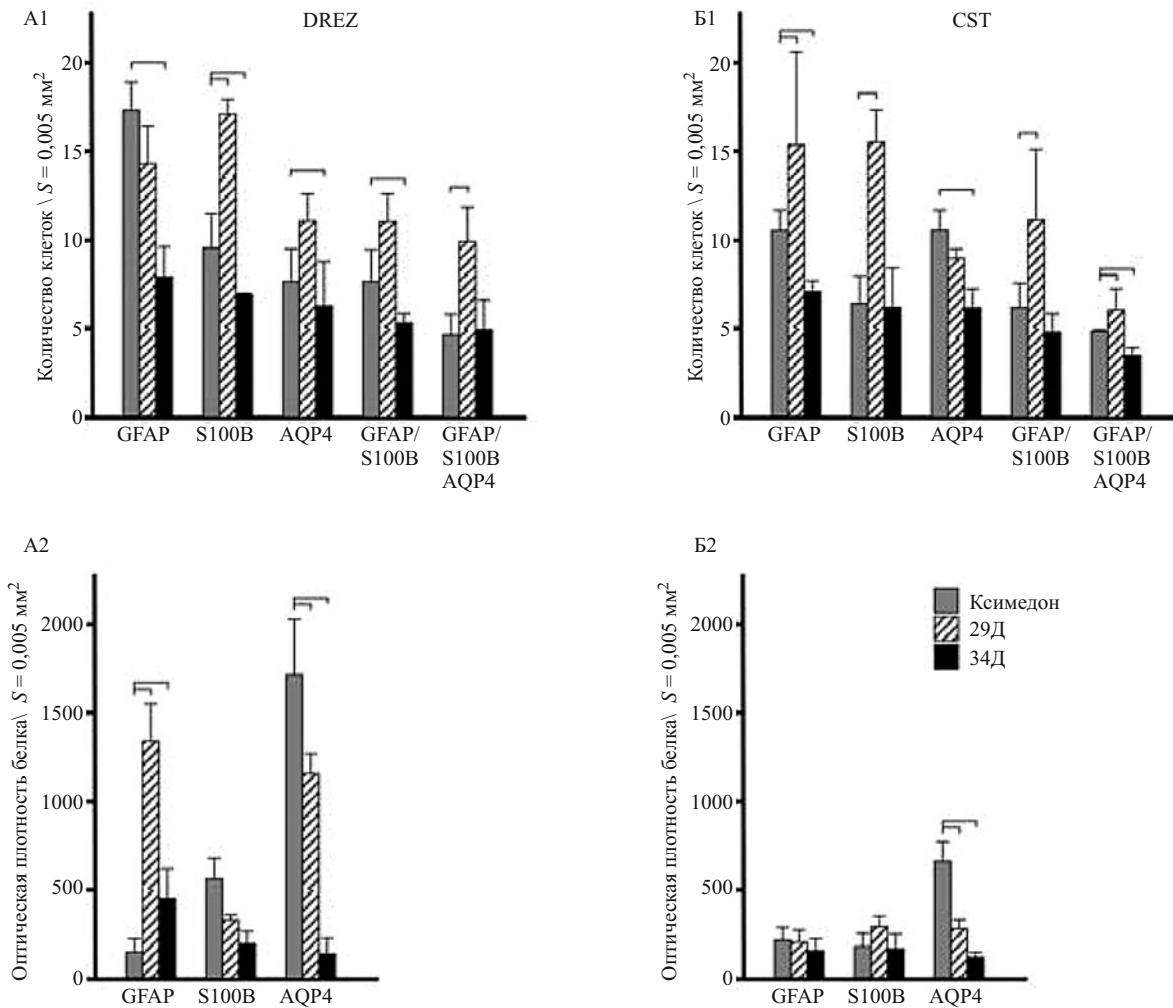 А1
DREZ
Количество клеток \ S = 0,005 мм²
20
15
10
5
0
GFAP
S100B
AQP4
GFAP/
S100B
GFAP/
S100B
AQP4
Б1
CST
Количество клеток \ S = 0,005 мм²
20
15
10
5
0
GFAP
S100B
AQP4
GFAP/
S100B
GFAP/
S100B
AQP4
А2
Оптическая плотность белка\ S = 0,005 мм²
2000
1500
1000
500
0
GFAP
S100B
AQP4
Б2
Оптическая плотность белка\ S = 0,005 мм²
2000
1500
1000
500
0
GFAP
S100B
AQP4
Ксимедон
29Д
34Д